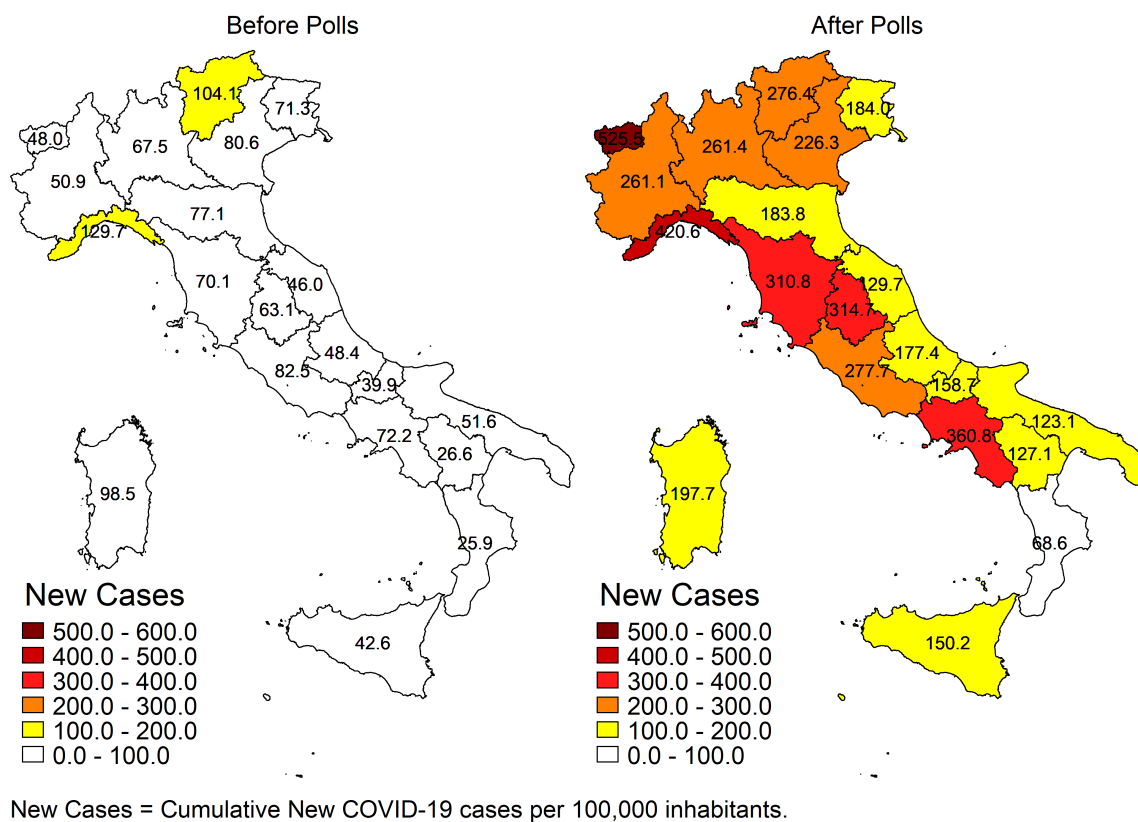 Before Polls
104.1
71.3
48.0
67.5
80.6
50.9
77.1
129.7
70.1
46.0
63.1
48.4
82.5
39.9
51.6
72.2
26.6
98.5
25.9
42.6
New Cases
500.0 - 600.0
400.0 - 500.0
300.0 - 400.0
200.0 - 300.0
100.0 - 200.0
0.0 - 100.0
After Polls
276.4
184.0
525.5
261.4
226.3
261.1
183.8
420.6
310.8
129.7
314.7
177.4
277.7
158.7
123.1
360.8
127.1
197.7
68.6
150.2
New Cases
500.0 - 600.0
400.0 - 500.0
300.0 - 400.0
200.0 - 300.0
100.0 - 200.0
0.0 - 100.0
New Cases = Cumulative New COVID-19 cases per 100,000 inhabitants.